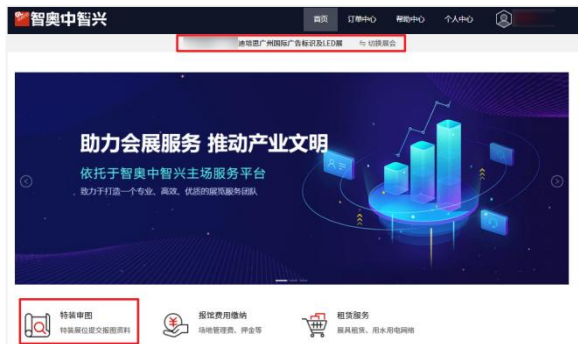 智奥中智兴
首页 订单中心 帮助中心 个人中心
迪培思广州国际广告标识及LED展 切换展会
助力会展服务 推动产业文明
依托于智奥中智兴主场服务平台
致力于打造一个专业、高效、优质的展览服务团队
特装审图
特装展位提交报图资料
报馆费用缴纳
场地管理费、押金等
租赁服务
展具租赁、用水用电网络